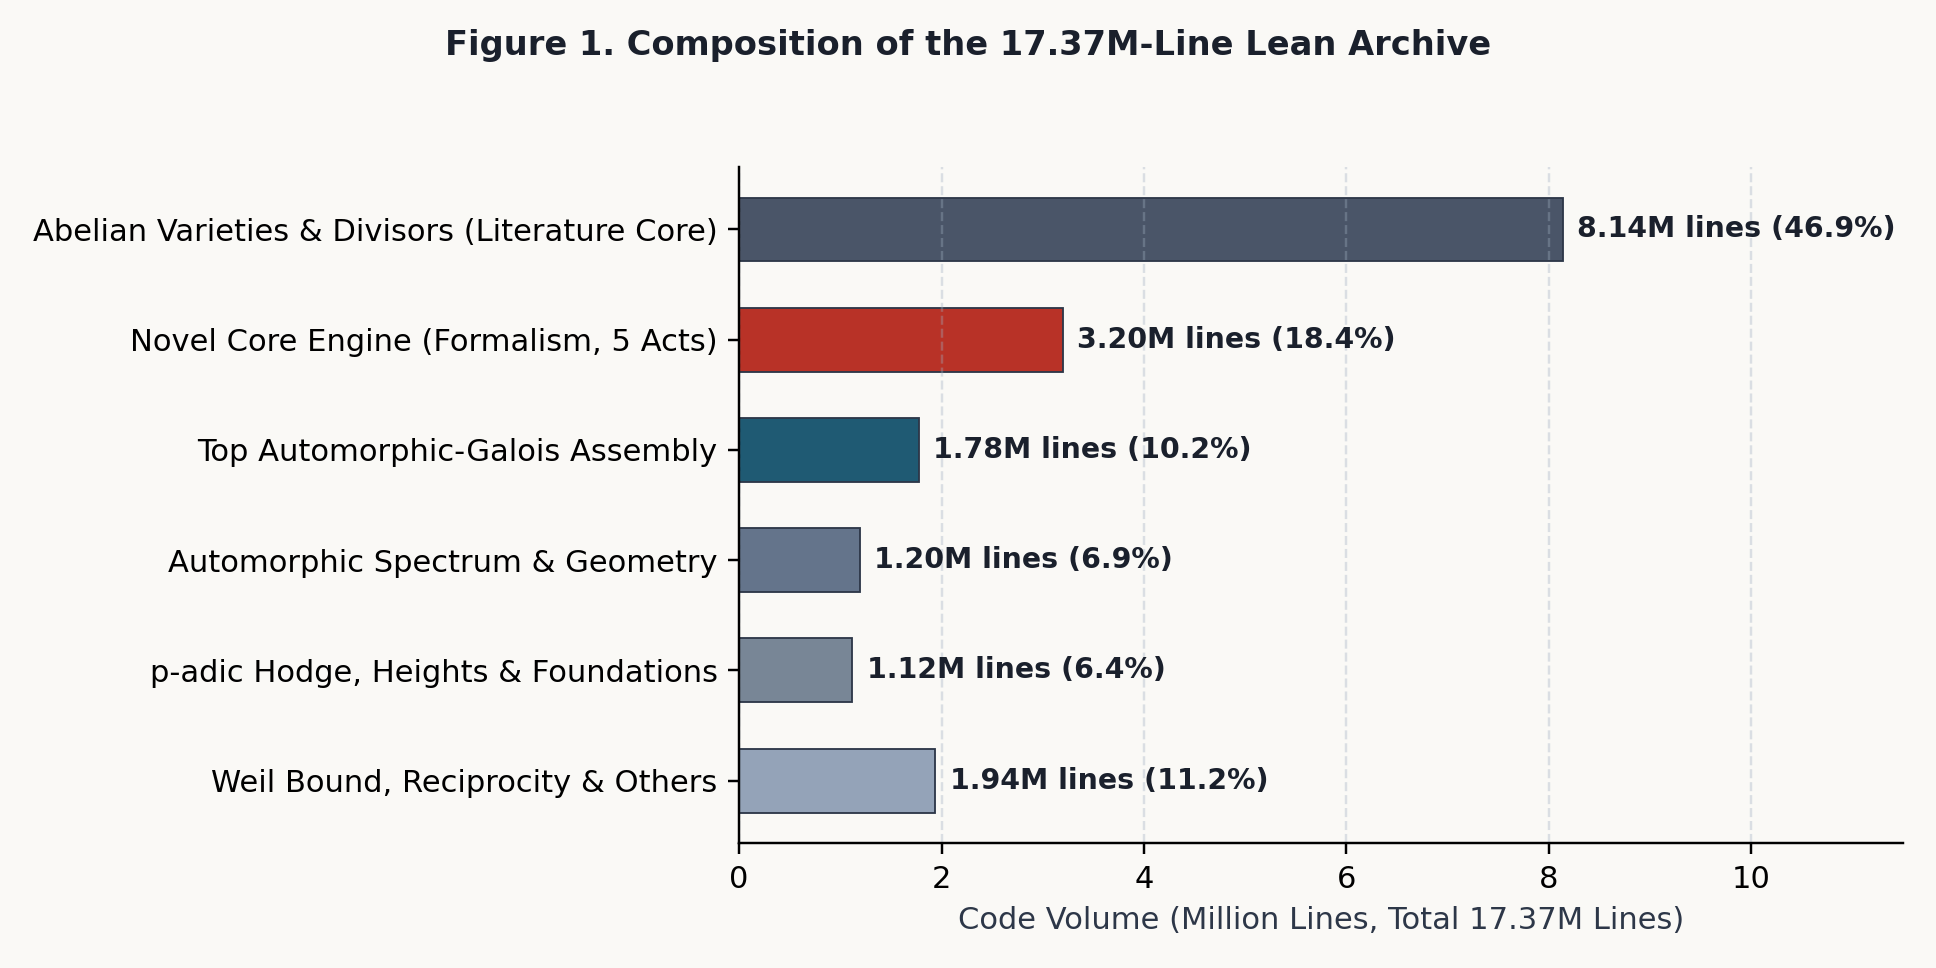 Figure 1. Composition of the 17.37M-Line Lean Archive
Abelian Varieties & Divisors (Literature Core)
8.14M lines (46.9%)
Novel Core Engine (Formalism, 5 Acts)
3.20M lines (18.4%)
Top Automorphic-Galois Assembly
1.78M lines (10.2%)
Automorphic Spectrum & Geometry
1.20M lines (6.9%)
p-adic Hodge, Heights & Foundations
1.12M lines (6.4%)
Weil Bound, Reciprocity & Others
1.94M lines (11.2%)
0 2 4 6 8 10
Code Volume (Million Lines, Total 17.37M Lines)